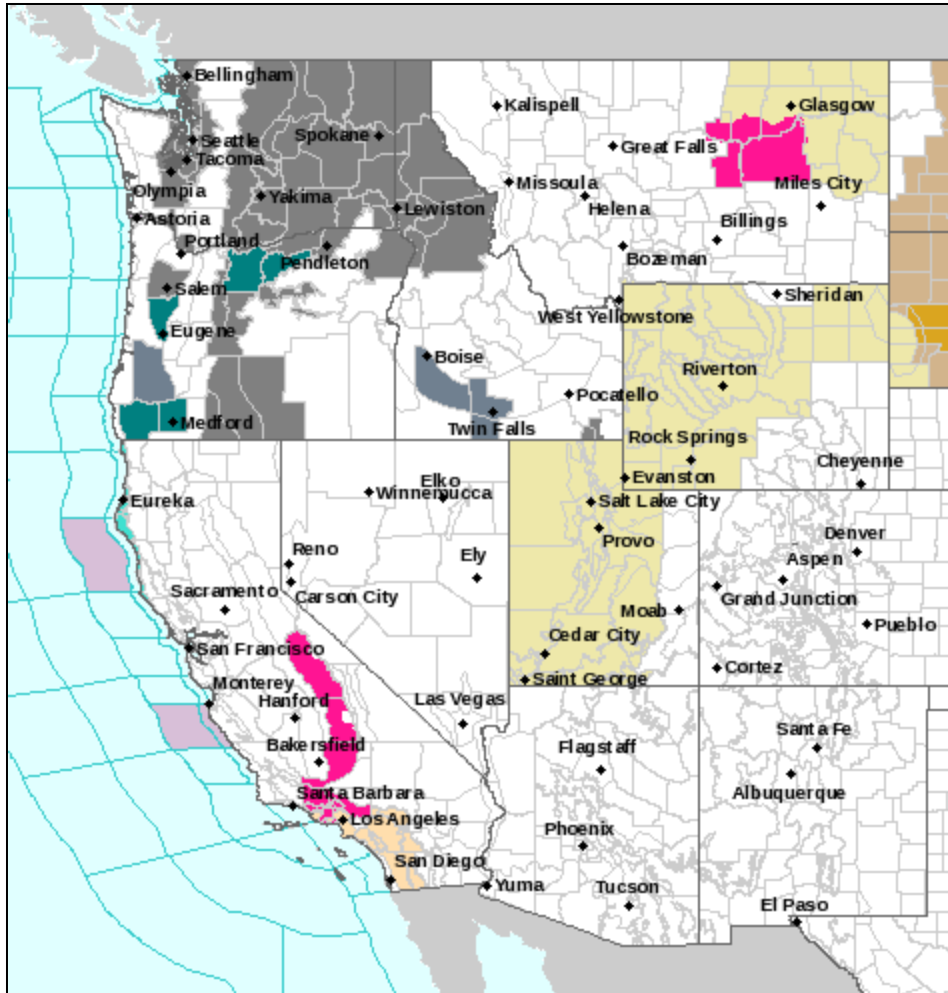 Bellingham
Kalispell
Glasgow
Seattle
Spokane
Great Falls
Tacoma
Olympia
Yakima
Lewiston
Missoula
Miles City
Helena
Astoria
Billings
Portland
Pendleton
Bozeman
Salem
Sheridan
West Yellowstone
Eugene
Boise
Riverton
Pocatello
Medford
Twin Falls
Rock Springs
Cheyenne
Elko
Evanston
Winnemucca
Eureka
Salt Lake City
Denver
Provo
Reno
Ely
Aspen
Sacramento
Carson City
Grand Junction
Moab
Pueblo
Cedar City
San Francisco
Cortez
Saint George
Monterey
Hanford
Las Vegas
Santa Fe
Bakersfield
Flagstaff
Albuquerque
Santa Barbara
Los Angeles
Phoenix
San Diego
Yuma
Tucson
El Paso